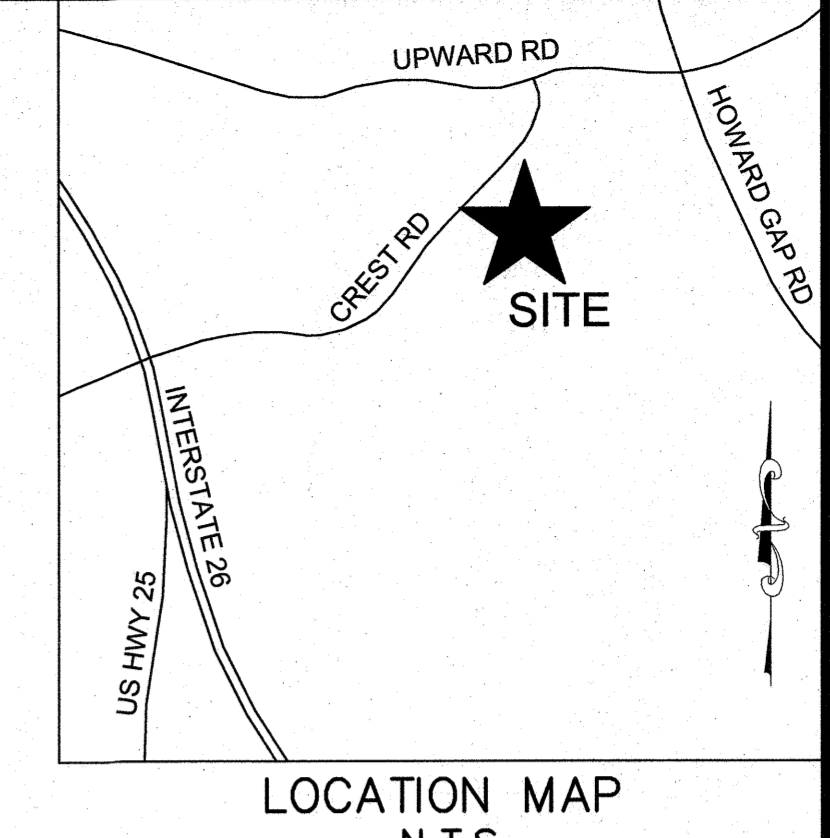 UPWARD RD
HOWARD GAP RD
CREST RD
SITE
INTERSTATE 26
US HWY 25
LOCATION MAP
N.T.S.